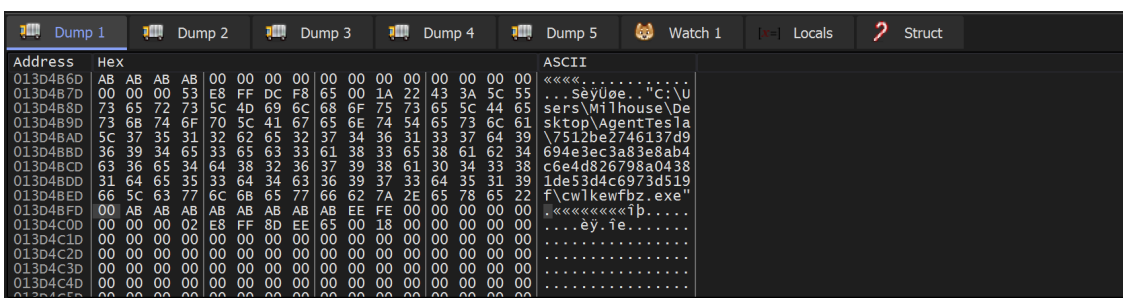 Dump 1 Dump 2 Dump 3 Dump 4 Dump 5 Watch 1 [x=] Locals Struct
Address Hex ASCII
013D4B6D AB AB AB AB 00 00 00 00 00 00 00 00 00 00 00 00 ««««............
013D4B7D 00 00 00 53 E8 FF DC F8 65 00 1A 22 43 3A 5C 55 ...SèÿÜøe.."C:\U
013D4B8D 73 65 72 73 5C 4D 69 6C 68 6F 75 73 65 5C 44 65 sers\Milhouse\De
013D4B9D 73 6B 74 6F 70 5C 41 67 65 6E 74 54 65 73 6C 61 sktop\AgentTesla
013D4BAD 5C 37 35 31 32 62 65 32 37 34 36 31 33 37 64 39 \7512be2746137d9
013D4BBD 36 39 34 65 33 65 63 33 61 38 33 65 38 61 62 34 694e3ec3a83e8ab4
013D4BCD 63 36 65 34 64 38 32 36 37 39 38 61 30 34 33 38 c6e4d826798a0438
013D4BDD 31 64 65 35 33 64 34 63 36 39 37 33 64 35 31 39 1de53d4c6973d519
013D4BED 66 5C 63 77 6C 6B 65 77 66 62 7A 2E 65 78 65 22 f\cwlkewfbz.exe"
013D4BFD 00 AB AB AB AB AB AB AB AB EE FE 00 00 00 00 00 .««««««««îþ.....
013D4C0D 00 00 00 02 E8 FF 8D EE 65 00 18 00 00 00 00 00 ....èÿ.îe.......
013D4C1D 00 00 00 00 00 00 00 00 00 00 00 00 00 00 00 00 ................
013D4C2D 00 00 00 00 00 00 00 00 00 00 00 00 00 00 00 00 ................
013D4C3D 00 00 00 00 00 00 00 00 00 00 00 00 00 00 00 00 ................
013D4C4D 00 00 00 00 00 00 00 00 00 00 00 00 00 00 00 00 ................